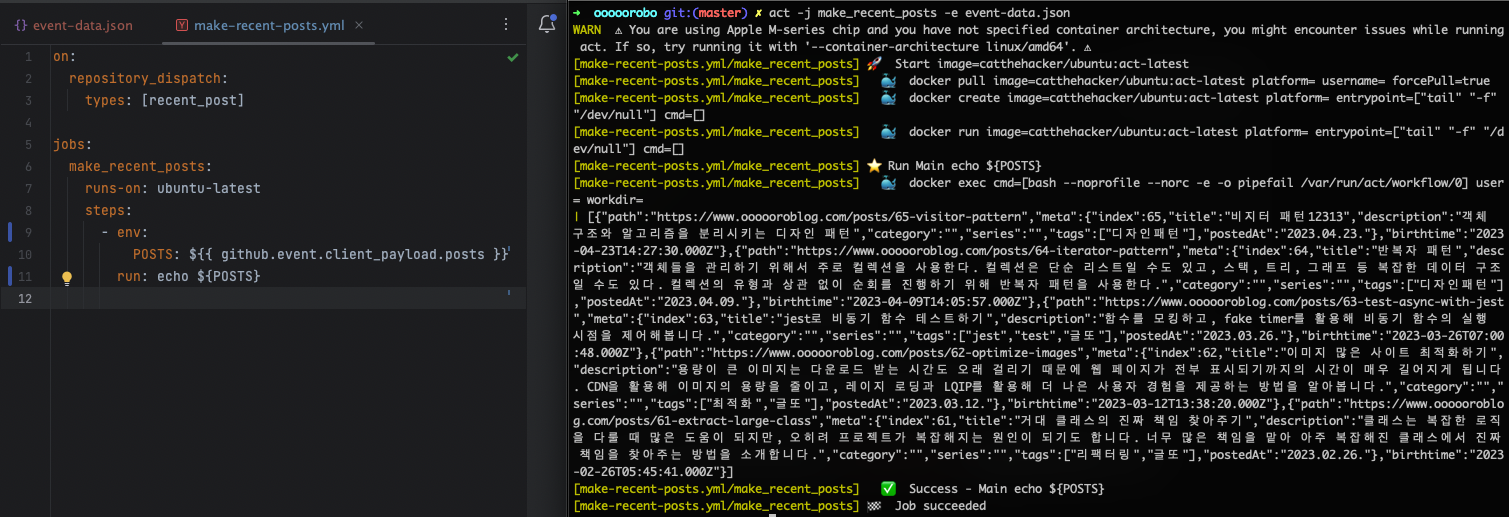 event-data.json
make-recent-posts.yml
1 on:
2 repository_dispatch:
3 types: [recent_post]
4
5 jobs:
6 make_recent_posts:
7 runs-on: ubuntu-latest
8 steps:
9 - env:
10 POSTS: ${{ github.event.client_payload.posts }}
11 run: echo ${POSTS}
12
→ ooooorobo git:(master) ✗ act -j make_recent_posts -e event-data.json
WARN ⚠ You are using Apple M-series chip and you have not specified container architecture, you might encounter issues while running
act. If so, try running it with '--container-architecture linux/amd64'. ⚠
[make-recent-posts.yml/make_recent_posts] 🚀 Start image=catthehacker/ubuntu:act-latest
[make-recent-posts.yml/make_recent_posts] 🐳 docker pull image=catthehacker/ubuntu:act-latest platform= username= forcePull=true
[make-recent-posts.yml/make_recent_posts] 🐳 docker create image=catthehacker/ubuntu:act-latest platform= entrypoint=["tail" "-f"
"/dev/null"] cmd=[]
[make-recent-posts.yml/make_recent_posts] 🐳 docker run image=catthehacker/ubuntu:act-latest platform= entrypoint=["tail" "-f" "/d
ev/null"] cmd=[]
[make-recent-posts.yml/make_recent_posts] ⭐ Run Main echo ${POSTS}
[make-recent-posts.yml/make_recent_posts] 🐳 docker exec cmd=[bash --noprofile --norc -e -o pipefail /var/run/act/workflow/0] user
= workdir=
| [{"path":"https://www.oooooroblog.com/posts/65-visitor-pattern","meta":{"index":65,"title":"비지터 패턴12313","description":"객체
구조와 알고리즘을 분리시키는 디자인 패턴","category":"","series":"","tags":["디자인패턴"],"postedAt":"2023.04.23."},"birthtime":"2023
-04-23T14:27:30.000Z"},{"path":"https://www.oooooroblog.com/posts/64-iterator-pattern","meta":{"index":64,"title":"반복자 패턴","des
cription":"객체들을 관리하기 위해서 주로 컬렉션을 사용한다. 컬렉션은 단순 리스트일 수도 있고, 스택, 트리, 그래프 등 복잡한 데이터 구조
일 수도 있다. 컬렉션의 유형과 상관 없이 순회를 진행하기 위해 반복자 패턴을 사용한다.","category":"","series":"","tags":["디자인패턴"]
,"postedAt":"2023.04.09."},"birthtime":"2023-04-09T14:05:57.000Z"},{"path":"https://www.oooooroblog.com/posts/63-test-async-with-jest
","meta":{"index":63,"title":"jest로 비동기 함수 테스트하기","description":"함수를 모킹하고, fake timer를 활용해 비동기 함수의 실행
시점을 제어해봅니다.","category":"","series":"","tags":["jest","test","글또"],"postedAt":"2023.03.26."},"birthtime":"2023-03-26T07:00
:48.000Z"},{"path":"https://www.oooooroblog.com/posts/62-optimize-images","meta":{"index":62,"title":"이미지 많은 사이트 최적화하기",
"description":"용량이 큰 이미지는 다운로드 받는 시간도 오래 걸리기 때문에 웹 페이지가 전부 표시되기까지의 시간이 매우 길어지게 됩니다
. CDN을 활용해 이미지의 용량을 줄이고, 레이지 로딩과 LQIP를 활용해 더 나은 사용자 경험을 제공하는 방법을 알아봅니다.","category":"","
series":"","tags":["최적화","글또"],"postedAt":"2023.03.12."},"birthtime":"2023-03-12T13:38:20.000Z"},{"path":"https://www.oooooroblo
g.com/posts/61-extract-large-class","meta":{"index":61,"title":"거대 클래스의 진짜 책임 찾아주기","description":"클래스는 복잡한 로직
을 다룰 때 많은 도움이 되지만, 오히려 프로젝트가 복잡해지는 원인이 되기도 합니다. 너무 많은 책임을 맡아 아주 복잡해진 클래스에서 진짜
책임을 찾아주는 방법을 소개합니다.","category":"","series":"","tags":["리팩터링","글또"],"postedAt":"2023.02.26."},"birthtime":"2023
-02-26T05:45:41.000Z"}]
[make-recent-posts.yml/make_recent_posts] ✅ Success - Main echo ${POSTS}
[make-recent-posts.yml/make_recent_posts] 🏁 Job succeeded